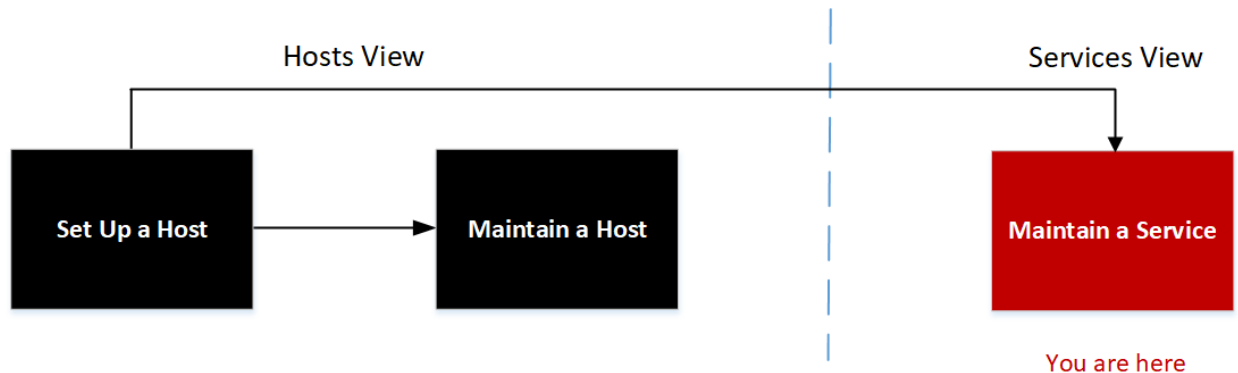 Hosts View
Services View
Set Up a Host
Maintain a Host
Maintain a Service
You are here